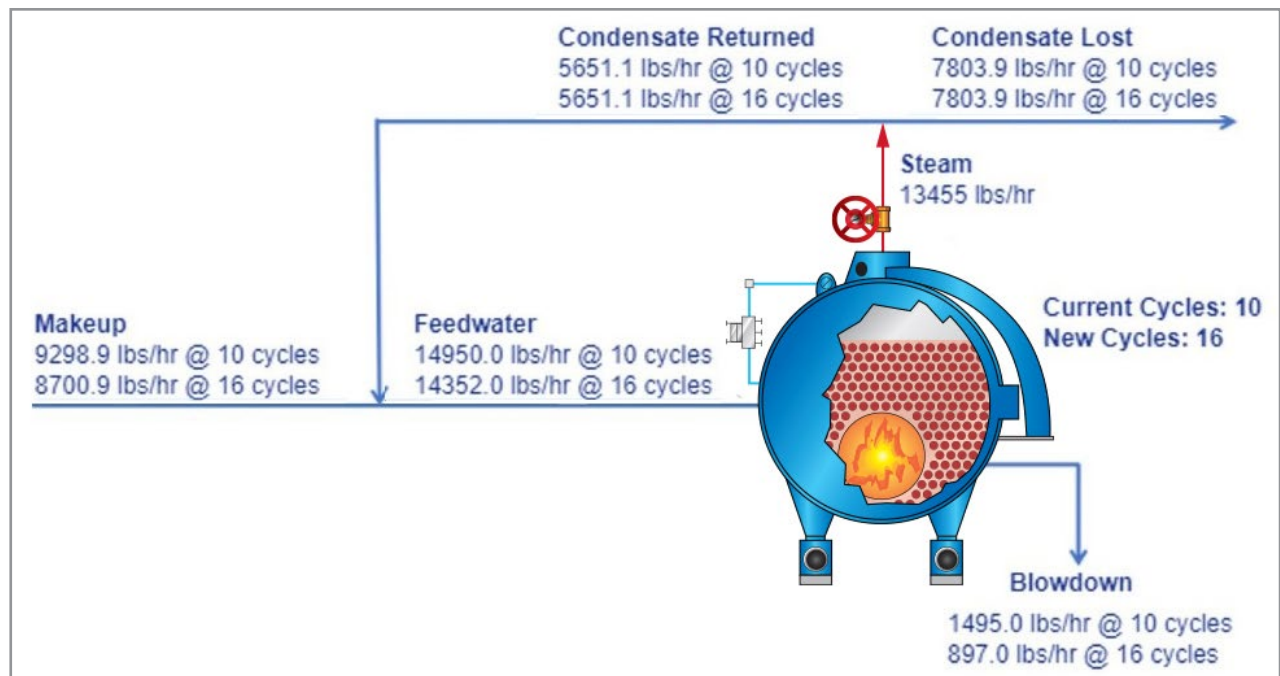 Condensate Returned
5651.1 lbs/hr @ 10 cycles
5651.1 lbs/hr @ 16 cycles
Condensate Lost
7803.9 lbs/hr @ 10 cycles
7803.9 lbs/hr @ 16 cycles
Steam
13455 lbs/hr
Makeup
9298.9 lbs/hr @ 10 cycles
8700.9 lbs/hr @ 16 cycles
Feedwater
14950.0 lbs/hr @ 10 cycles
14352.0 lbs/hr @ 16 cycles
Current Cycles: 10
New Cycles: 16
Blowdown
1495.0 lbs/hr @ 10 cycles
897.0 lbs/hr @ 16 cycles